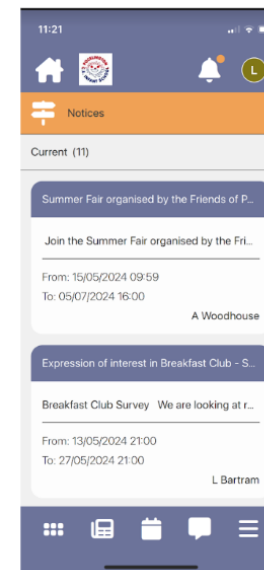 11:21
L
Notices
Current (11)
Summer Fair organised by the Friends of P...
Join the Summer Fair organised by the Fri...
From: 15/05/2024 09:59
To: 05/07/2024 16:00
A Woodhouse
Expression of interest in Breakfast Club - S...
Breakfast Club Survey We are looking at r...
From: 13/05/2024 21:00
To: 27/05/2024 21:00
L Bartram